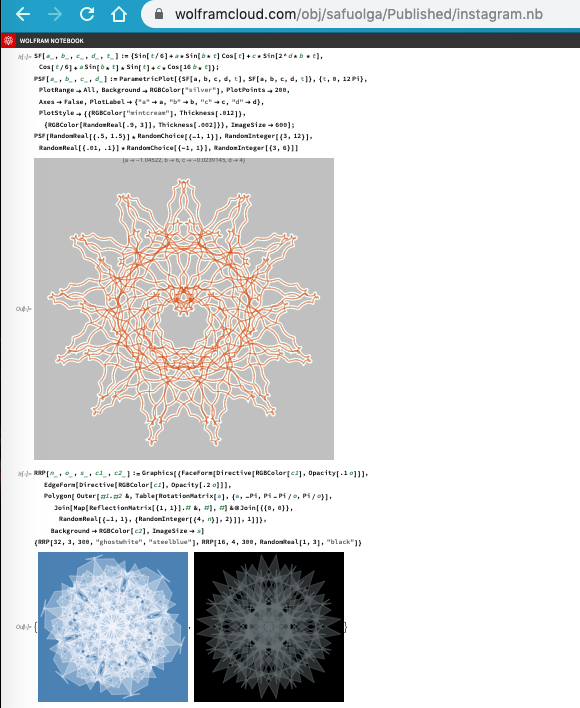 wolframcloud.com/obj/safuolga/Published/instagram.nb
WOLFRAM NOTEBOOK
In[•]:= SF[a_, b_, c_, d_, t_] := {Sin[t/6] + a*Sin[b*t] Cos[t] + c*Sin[2^d*b*t],
Cos[t/6] + a Sin[b*t]*Sin[t] + c*Cos[16 b*t]};
PSF[a_, b_, c_, d_] := ParametricPlot[{SF[a, b, c, d, t], SF[a, b, c, d, t]}, {t, 0, 12 Pi},
PlotRange → All, Background → RGBColor["silver"], PlotPoints → 200,
Axes → False, PlotLabel → {"a" → a, "b" → b, "c" → c, "d" → d},
PlotStyle → {{RGBColor["mintcream"], Thickness[.012]},
{RGBColor[RandomReal[.9, 3]], Thickness[.002]}}, ImageSize → 600];
PSF[RandomReal[{.5, 1.5}]*RandomChoice[{-1, 1}], RandomInteger[{3, 12}],
RandomReal[{.01, .1}]*RandomChoice[{-1, 1}], RandomInteger[{3, 6}]]
{a → -1.04522, b → 6, c → -0.0239145, d → 4}
Out[•]=
In[•]:= RRP[n_, o_, s_, c1_, c2_] := Graphics[{FaceForm[Directive[RGBColor[c1], Opacity[.1 o]]],
EdgeForm[Directive[RGBColor[c1], Opacity[.2 o]]],
Polygon[Outer[#1.#2 &, Table[RotationMatrix[a], {a, -Pi, Pi - Pi/o, Pi/o}],
Join[Map[ReflectionMatrix[{1, 1}].# &, #], #] &@Join[{{0, 0}},
RandomReal[{-1, 1}, {RandomInteger[{4, n}], 2}]], 1]]},
Background → RGBColor[c2], ImageSize → s]
{RRP[32, 3, 300, "ghostwhite", "steelblue"], RRP[16, 4, 300, RandomReal[1, 3], "black"]}
Out[•]= { , }